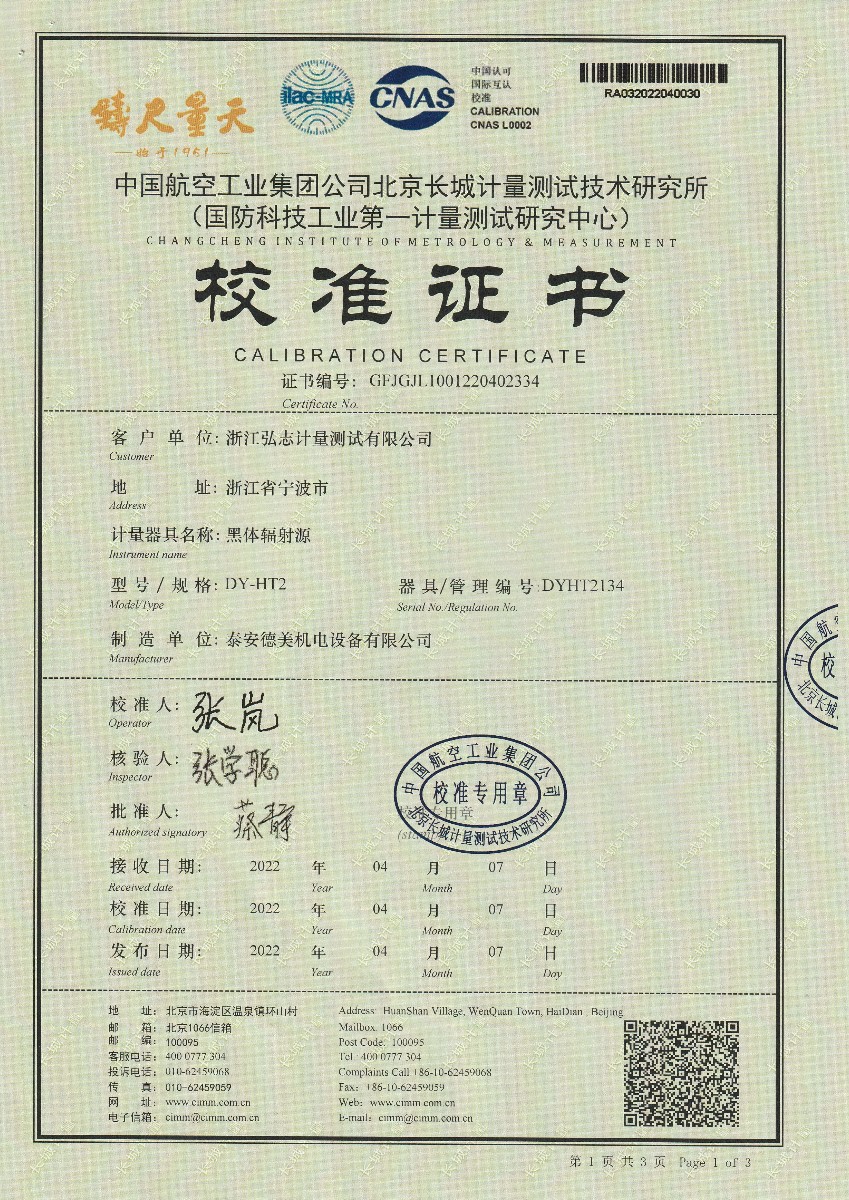 鑄尺量天
始于1961
ilac-MRA
CNAS
中国认可
国际互认
校准
CALIBRATION
CNAS L0002
RA032022040030
中国航空工业集团公司北京长城计量测试技术研究所
（国防科技工业第一计量测试研究中心）
CHANGCHENG INSTITUTE OF METROLOGY & MEASUREMENT
校准证书
CALIBRATION CERTIFICATE
证书编号： GFJGJL1001220402334
Certificate No.
客户单位：浙江弘志计量测试有限公司
Customer
地址：浙江省宁波市
Address
计量器具名称：黑体辐射源
Instrument name
型号/规格：DY-HT2 器具/管理编号:DYHT2134
Model/Type Serial No./Regulation No.
制造单位：泰安德美机电设备有限公司
Manufacturer
校准人：张岚
Operator
核验人：张学聪
Inspector
批准人：蔡静
Authorized signatory
中国航空工业集团公司
校准专用章
北京长城计量测试技术研究所
接收日期： 2022 年 04 月 07 日
Received date Year Month Day
校准日期： 2022 年 04 月 07 日
Calibration date Year Month Day
发布日期： 2022 年 04 月 07 日
Issued date Year Month Day
地址：北京市海淀区温泉镇环山村 Address: HuanShan Village, WenQuan Town, HaiDian , Beijing
邮箱：北京1066信箱 Mailbox: 1066
邮编：100095 Post Code: 100095
客服电话：400 0777 304 Tel: 400 0777 304
投诉电话：010-62459068 Complaints Call +86-10-62459068
传真：010-62459059 Fax: +86-10-62459059
网址：www.cimm.com.cn Web: www.cimm.com.cn
电子信箱：cimm@cimm.com.cn E-mail: cimm@cimm.com.cn
第 1 页 共 3 页 Page 1 of 3